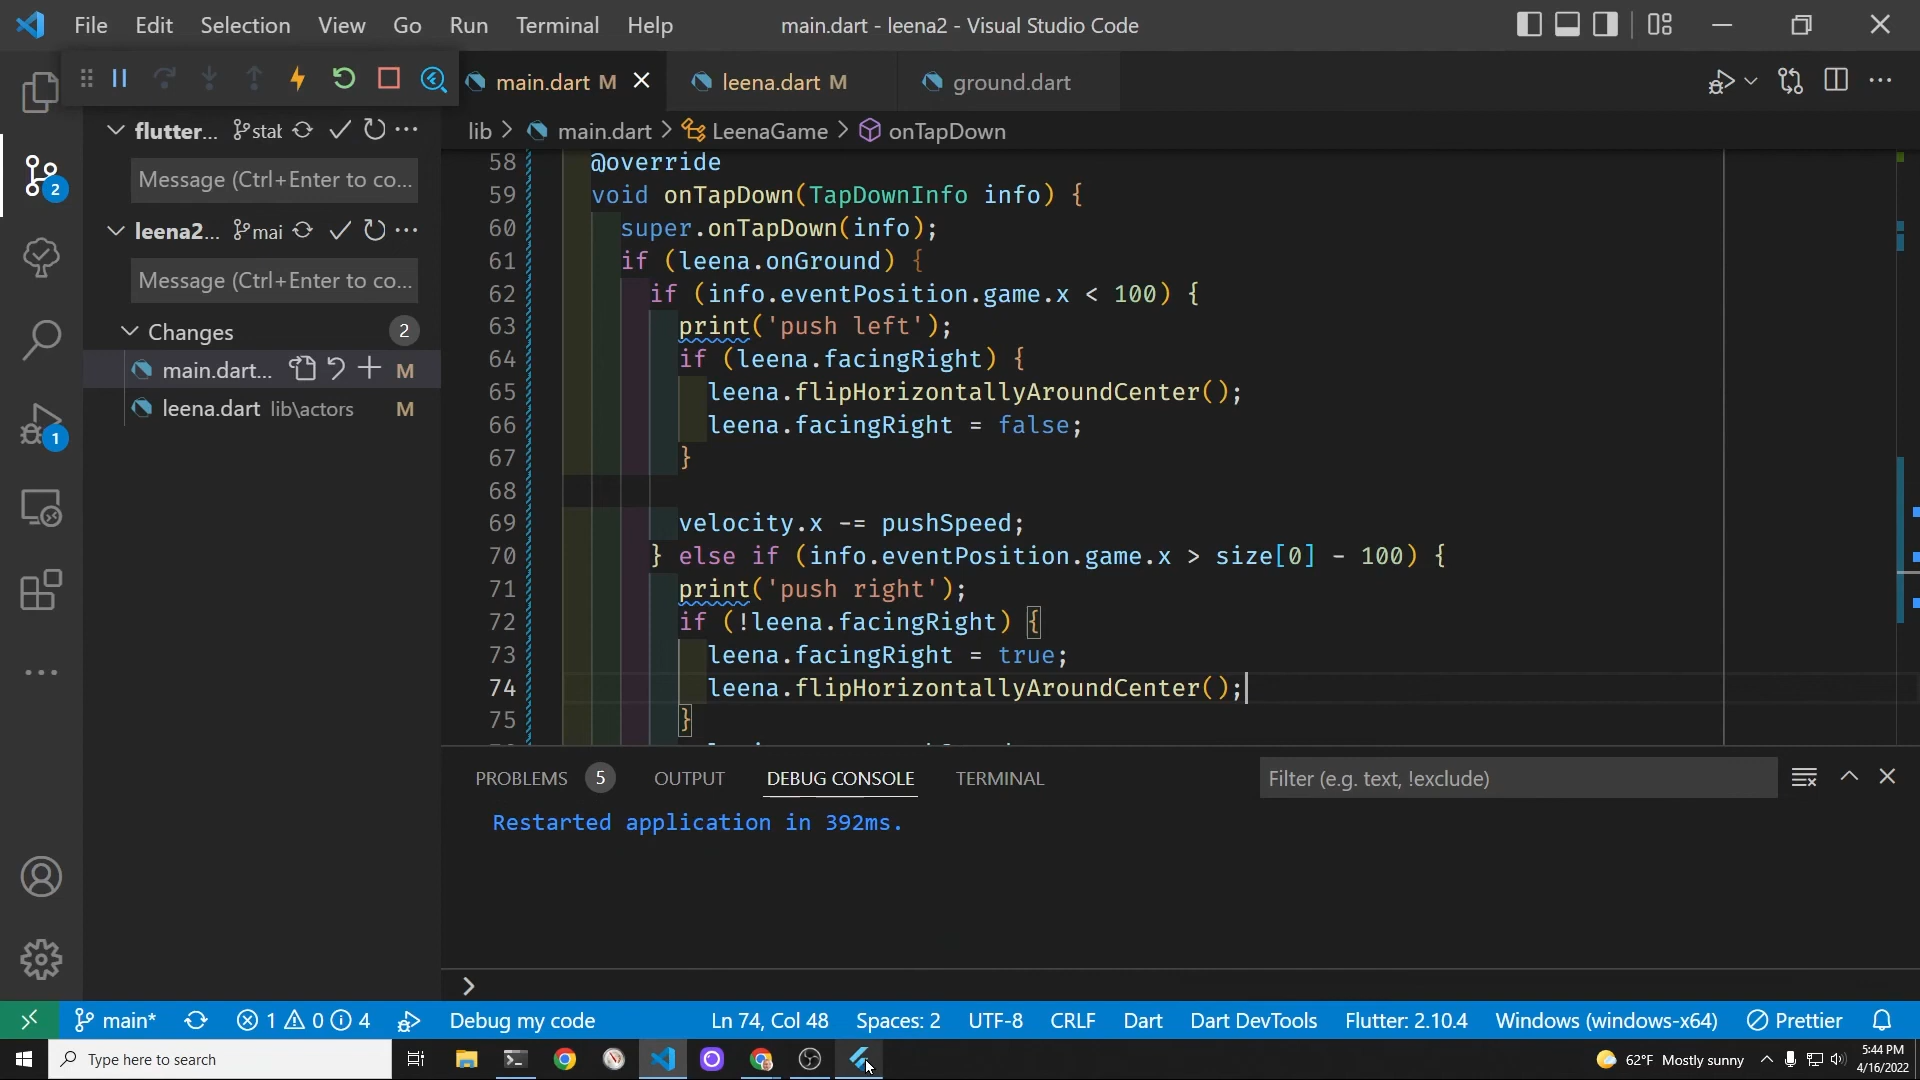 File Edit Selection View Go Run Terminal Help main.dart - leena2 - Visual Studio Code
main.dart M leena.dart M ground.dart
flutter... stal
lib > main.dart > LeenaGame > onTapDown
Message (Ctrl+Enter to co...
leena2... mai
Message (Ctrl+Enter to co...
Changes 2
main.dart... M
leena.dart lib\actors M
2
1
58 @override
59 void onTapDown(TapDownInfo info) {
60 super.onTapDown(info);
61 if (leena.onGround) {
62 if (info.eventPosition.game.x < 100) {
63 print('push left');
64 if (leena.facingRight) {
65 leena.flipHorizontallyAroundCenter();
66 leena.facingRight = false;
67 }
68
69 velocity.x -= pushSpeed;
70 } else if (info.eventPosition.game.x > size[0] - 100) {
71 print('push right');
72 if (!leena.facingRight) {
73 leena.facingRight = true;
74 leena.flipHorizontallyAroundCenter();
75 }
PROBLEMS 5 OUTPUT DEBUG CONSOLE TERMINAL Filter (e.g. text, !exclude)
Restarted application in 392ms.
>
main* 1 0 4 Debug my code Ln 74, Col 48 Spaces: 2 UTF-8 CRLF Dart Dart DevTools Flutter: 2.10.4 Windows (windows-x64) Prettier
Type here to search 62°F Mostly sunny 5:44 PM
4/16/2022